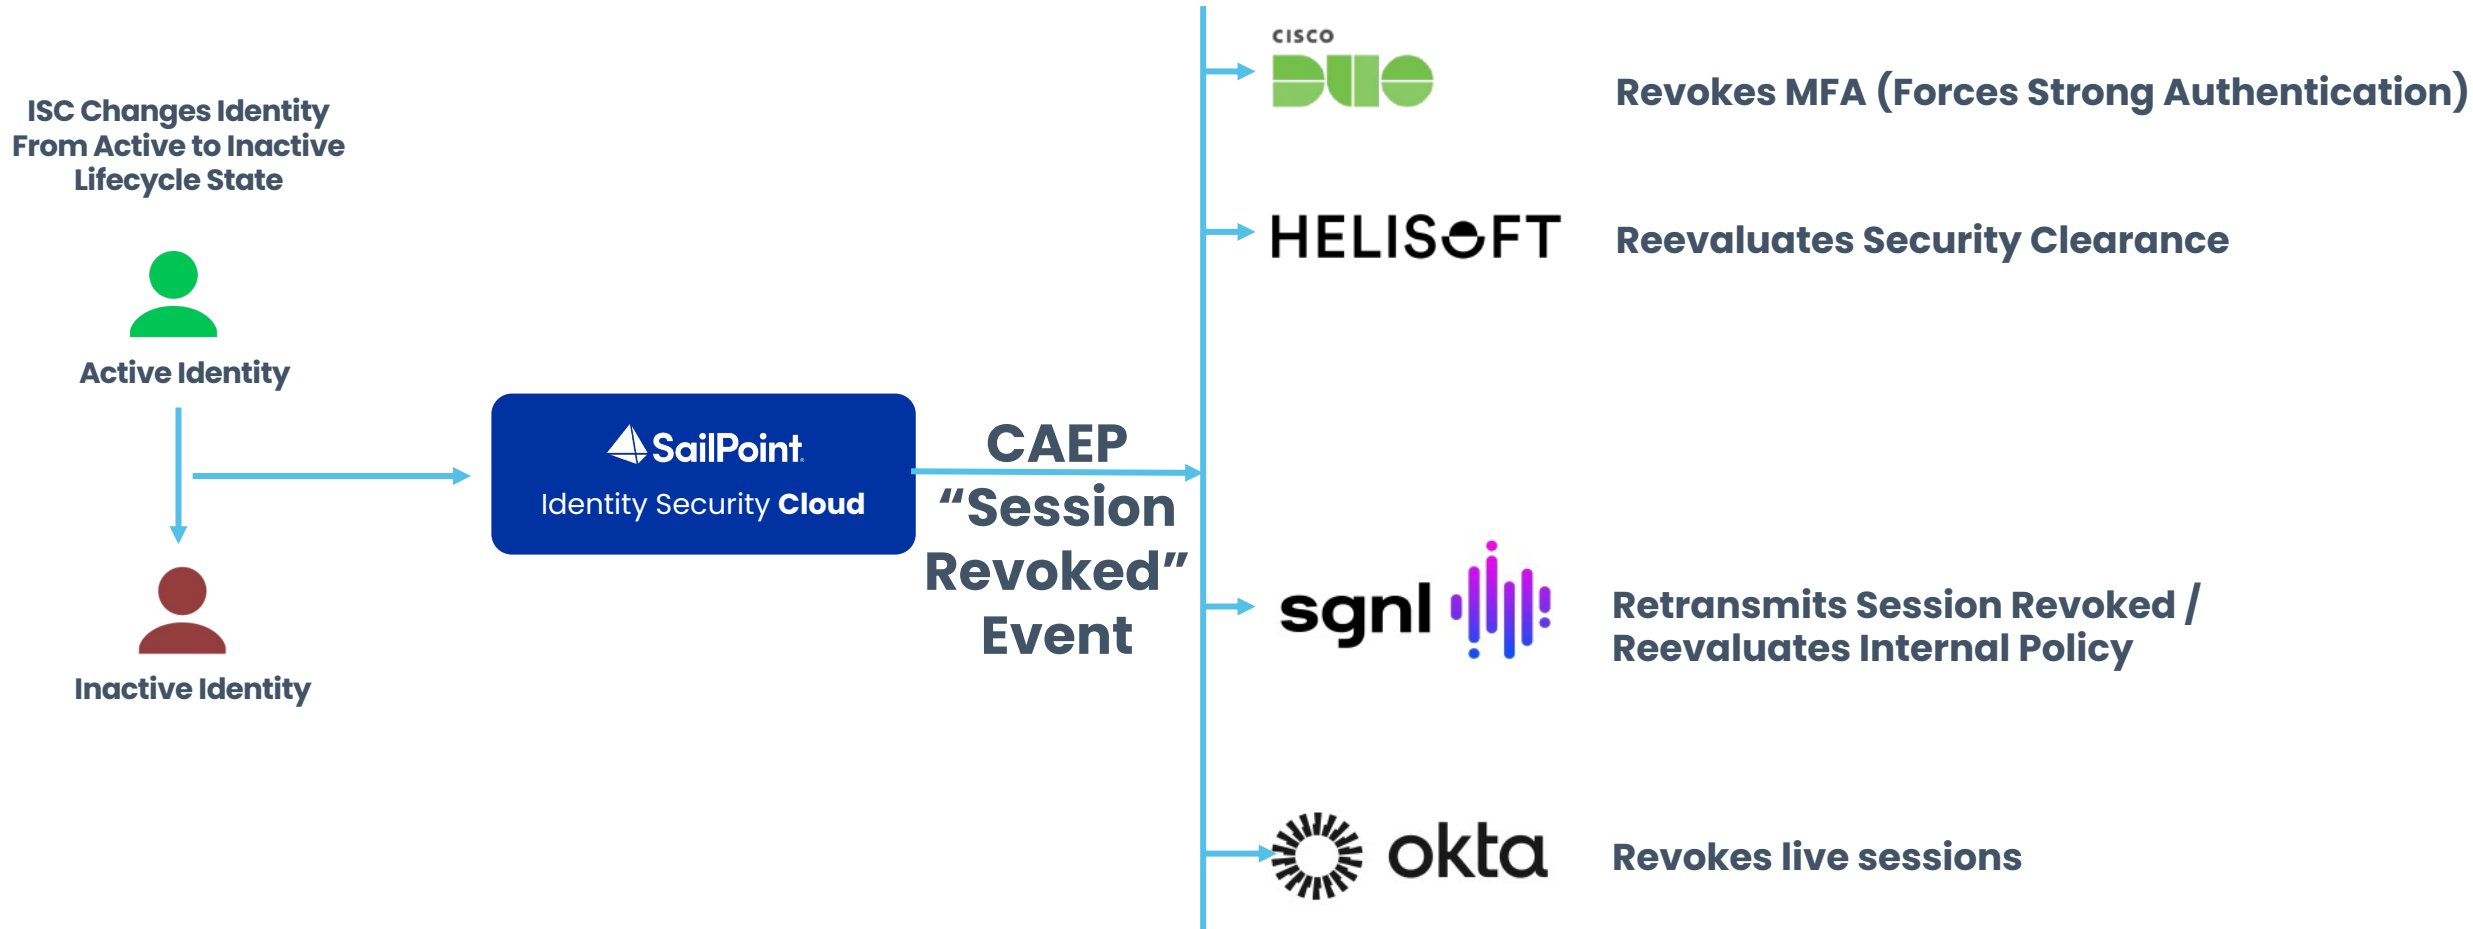 ISC Changes Identity
From Active to Inactive
Lifecycle State
Active Identity
Inactive Identity
SailPoint
Identity Security Cloud
CAEP
“Session
Revoked”
Event
CISCO
DUO
Revokes MFA (Forces Strong Authentication)
HELISOFT
Reevaluates Security Clearance
sgnl
Retransmits Session Revoked /
Reevaluates Internal Policy
okta
Revokes live sessions